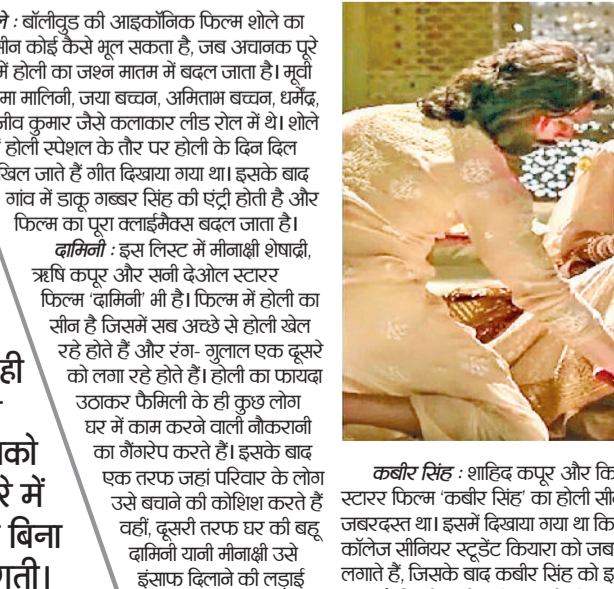 ले : बॉलीवुड की आइकॉनिक फिल्म शोले का
सीन कोई कैसे भूल सकता है, जब अचानक पूरे
में होली का जश्न मातम में बदल जाता है। मूवी
मा मालिनी, जया बच्चन, अमिताभ बच्चन, धर्मेंद्र,
जीव कुमार जैसे कलाकार लीड रोल में थे। शोले
होली स्पेशल के तौर पर होली के दिन दिल
खिल जाते हैं गीत दिखाया गया था। इसके बाद
गांव में डाकू गब्बर सिंह की एंट्री होती है और
फिल्म का पूरा क्लाईमैक्स बदल जाता है।
दामिनी : इस लिस्ट में मीनाक्षी शेषाद्री,
ऋषि कपूर और सनी देओल स्टारर
फिल्म ‘दामिनी’ भी है। फिल्म में होली का
सीन है जिसमें सब अच्छे से होली खेल
रहे होते हैं और रंग- गुलाल एक दूसरे
को लगा रहे होते हैं। होली का फायदा
उठाकर फैमिली के ही कुछ लोग
घर में काम करने वाली नौकरानी
का गैंगरेप करते हैं। इसके बाद
एक तरफ जहां परिवार के लोग
उसे बचाने की कोशिश करते हैं
वहीं, दूसरी तरफ घर की बहू
दामिनी यानी मीनाक्षी उसे
इंसाफ दिलाने की लड़ाई
ही
को
रे में
बिना
गती।
कबीर सिंह : शाहिद कपूर और कि
स्टारर फिल्म ‘कबीर सिंह’ का होली सी
जबरदस्त था। इसमें दिखाया गया था कि
कॉलेज सीनियर स्टूडेंट कियारा को जब
लगाते हैं, जिसके बाद कबीर सिंह को इ